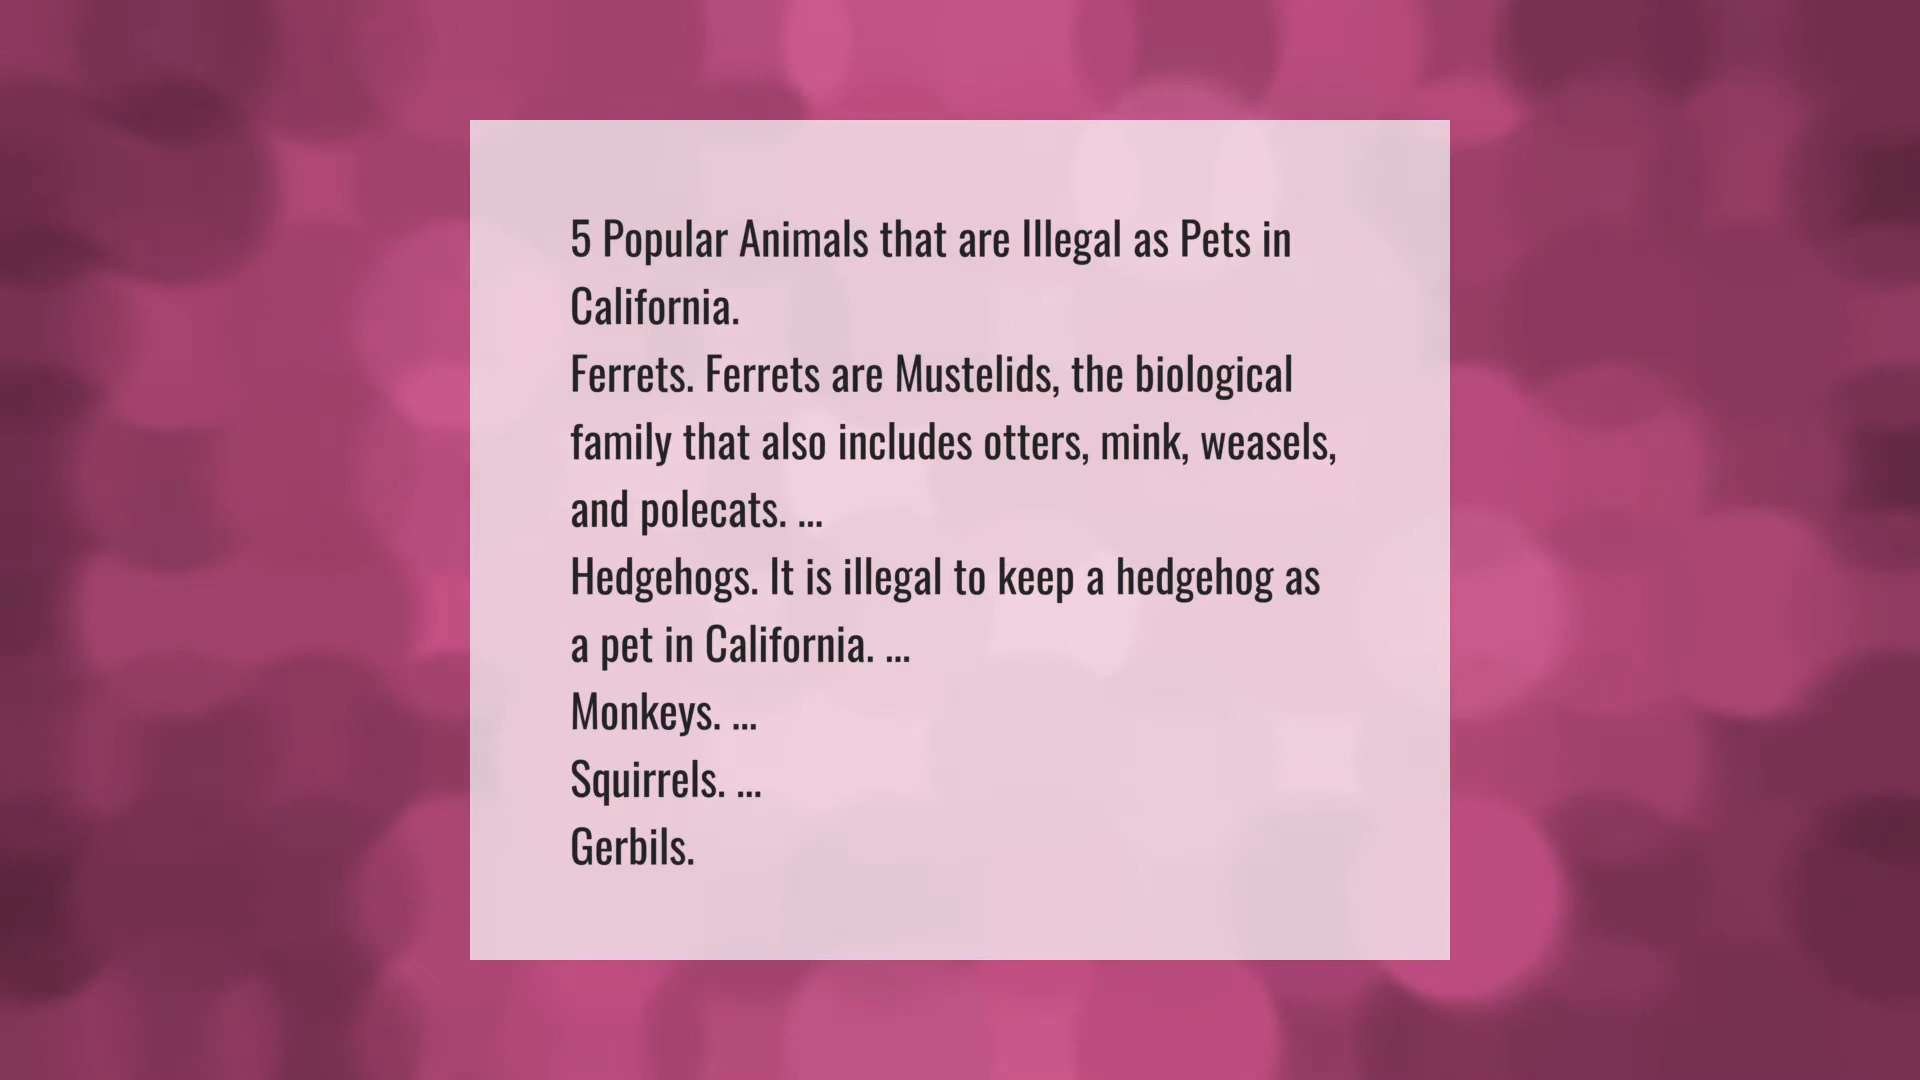 5 Popular Animals that are Illegal as Pets in
California.
Ferrets. Ferrets are Mustelids, the biological
family that also includes otters, mink, weasels,
and polecats. ...
Hedgehogs. It is illegal to keep a hedgehog as
a pet in California. ...
Monkeys. ...
Squirrels. ...
Gerbils.